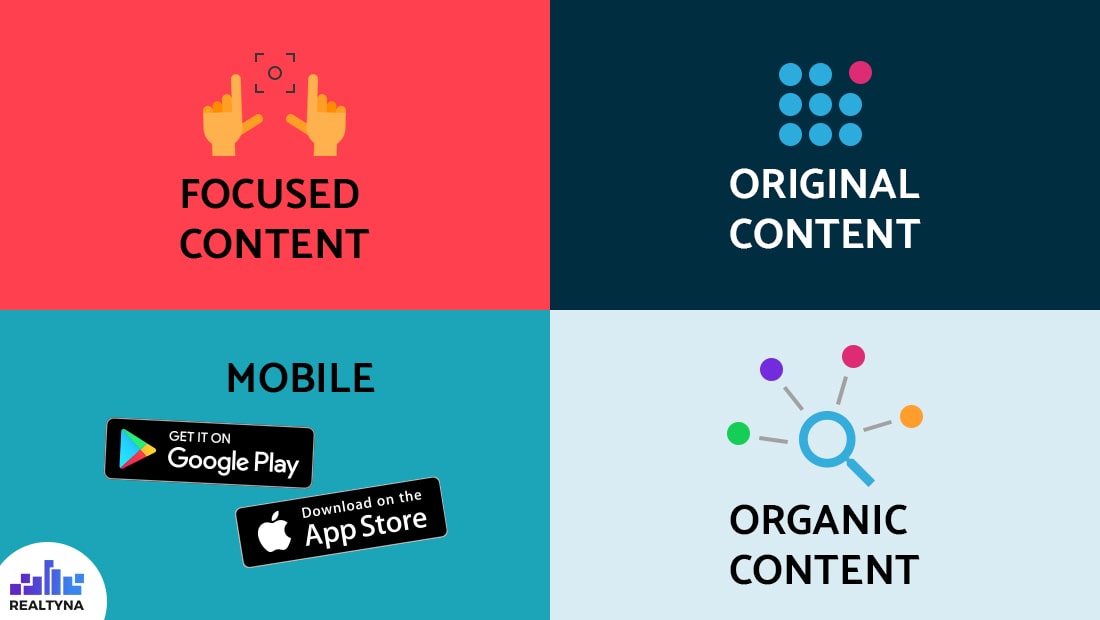 FOCUSED
CONTENT
ORIGINAL
CONTENT
MOBILE
GET IT ON
Google Play
Download on the
App Store
ORGANIC
CONTENT
REALTYNA